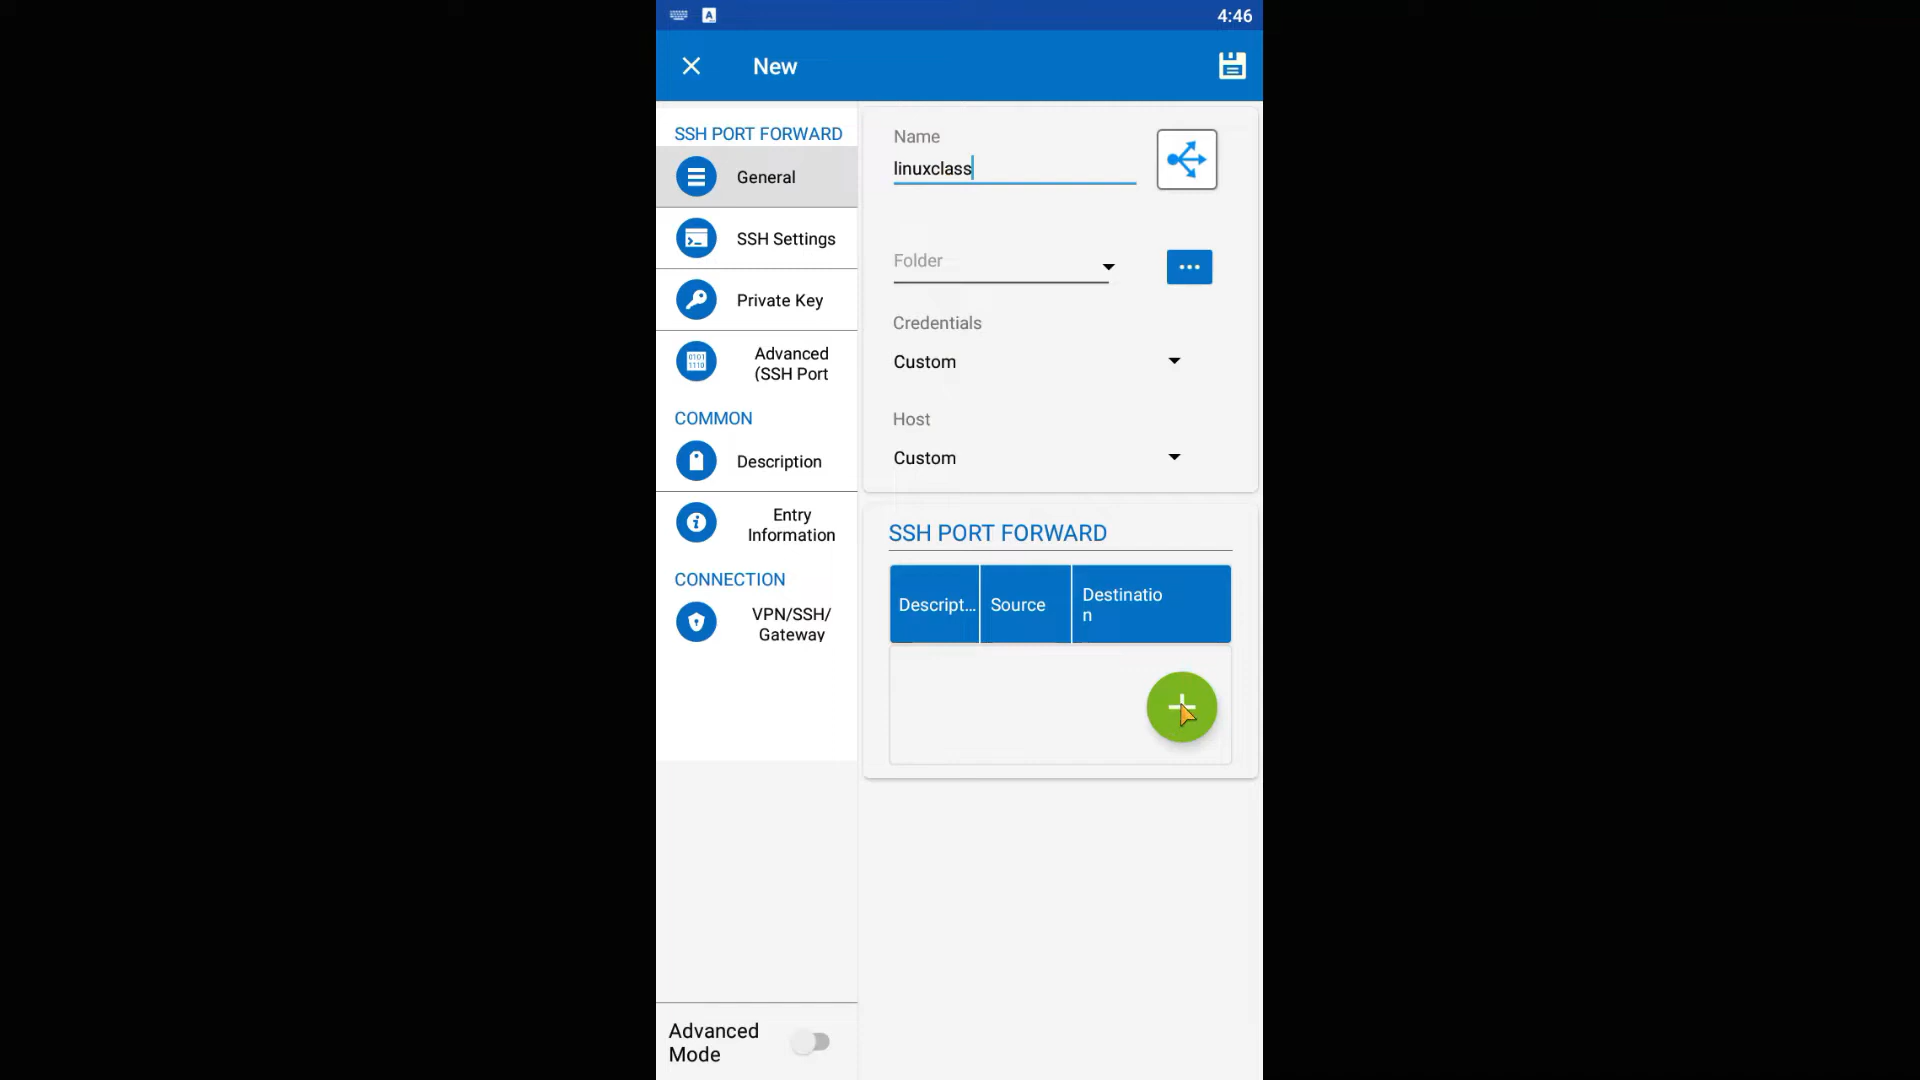 4:46
New
SSH PORT FORWARD
General
SSH Settings
Private Key
Advanced
(SSH Port
COMMON
Description
Entry
Information
CONNECTION
VPN/SSH/
Gateway
Advanced
Mode
Name
linuxclass
Folder
Credentials
Custom
Host
Custom
SSH PORT FORWARD
Descript...
Source
Destinatio
n